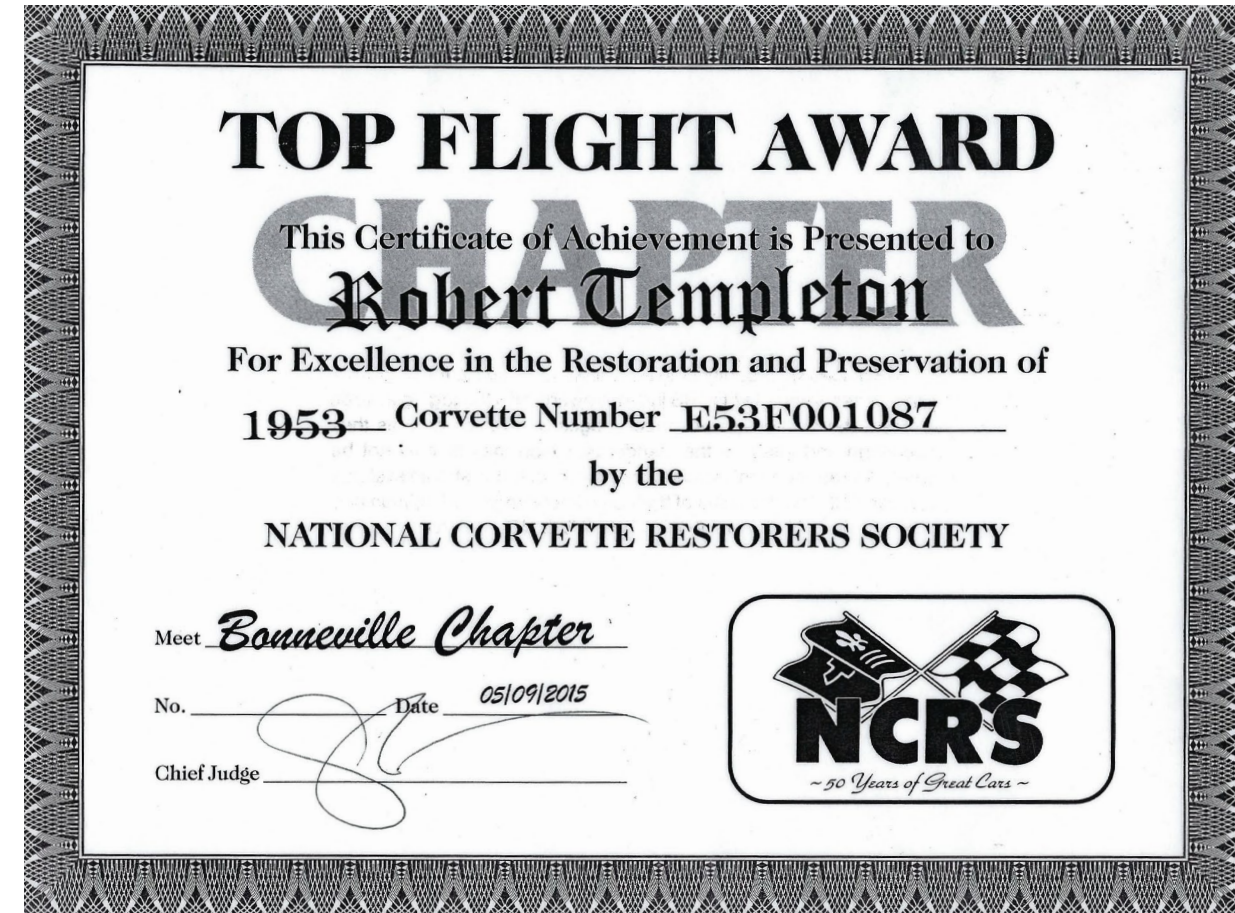 TOP FLIGHT AWARD
CHAPTER
This Certificate of Achievement is Presented to
Robert Templeton
For Excellence in the Restoration and Preservation of
1953 Corvette Number E53F001087
by the
NATIONAL CORVETTE RESTORERS SOCIETY
Meet Bonneville Chapter
No. Date 05/09/2015
Chief Judge
NCRS
~ 50 Years of Great Cars ~